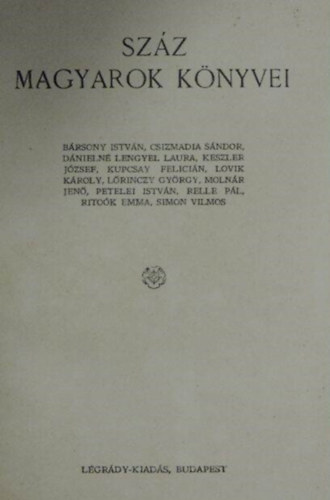 SZÁZ
MAGYAROK KÖNYVEI
BÁRSONY ISTVÁN, CSIZMADIA SÁNDOR,
DÁNIELNÉ LENGYEL LAURA, KESZLER
JÓZSEF, KUPCSAY FELICIÁN, LOVIK
KÁROLY, LŐRINCZY GYÖRGY, MOLNÁR
JENŐ, PETELEI ISTVÁN, RELLE PÁL,
RITOÓK EMMA, SIMON VILMOS
LÉGRÁDY-KIADÁS, BUDAPEST